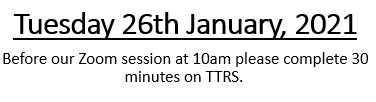 Tuesday 26th January, 2021
Before our Zoom session at 10am please complete 30
minutes on TTRS.